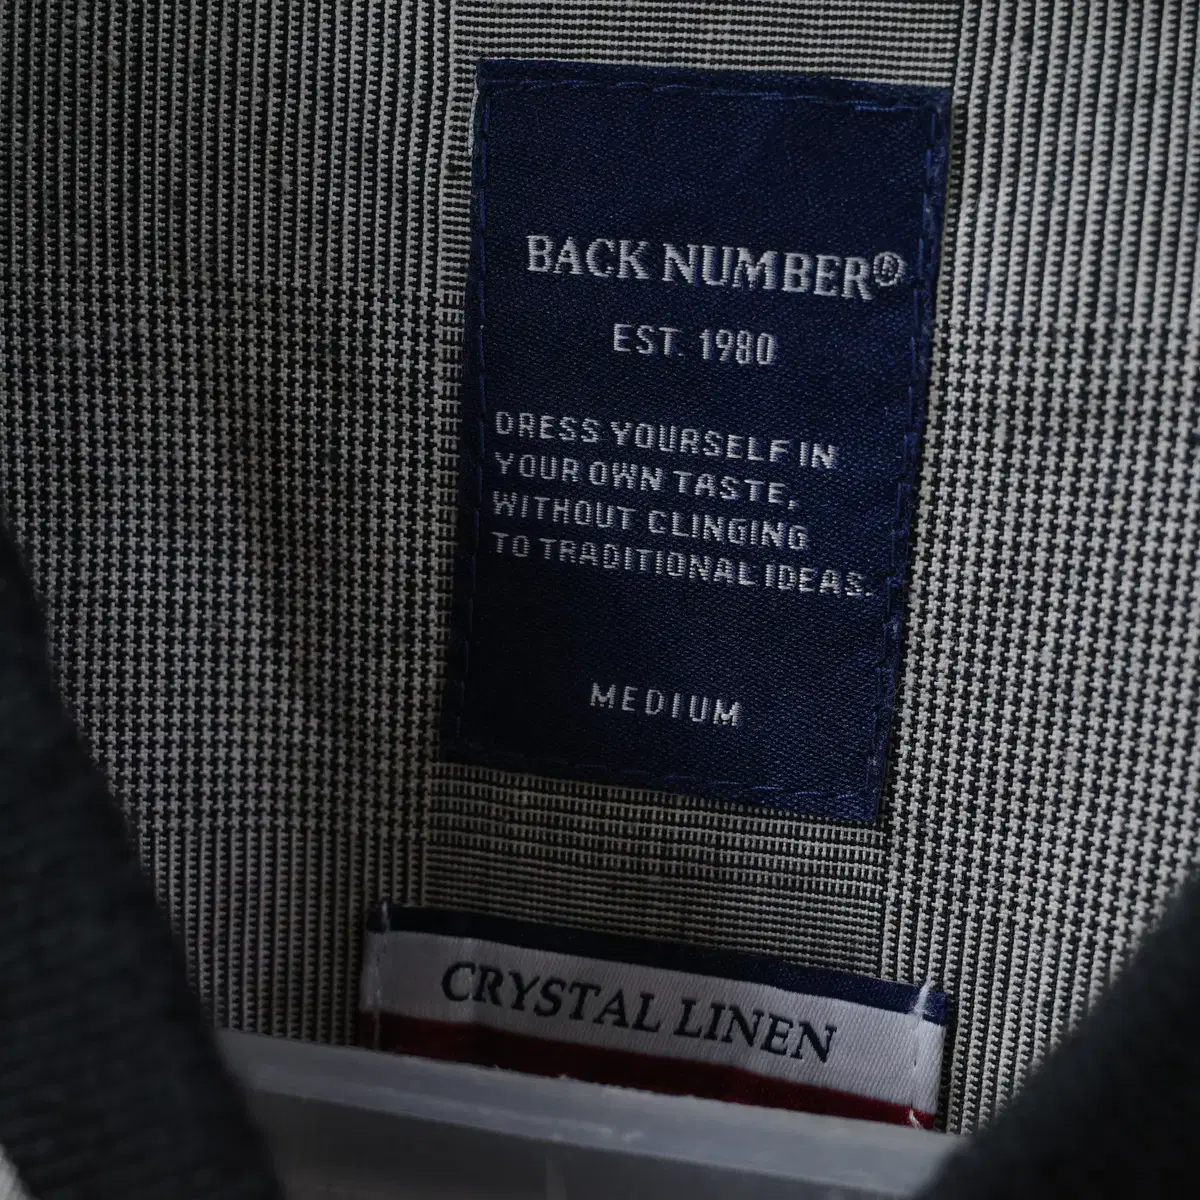 BACK NUMBER®
EST. 1980
DRESS YOURSELF IN
YOUR OWN TASTE,
WITHOUT CLINGING
TO TRADITIONAL IDEAS.
MEDIUM
CRYSTAL LINEN